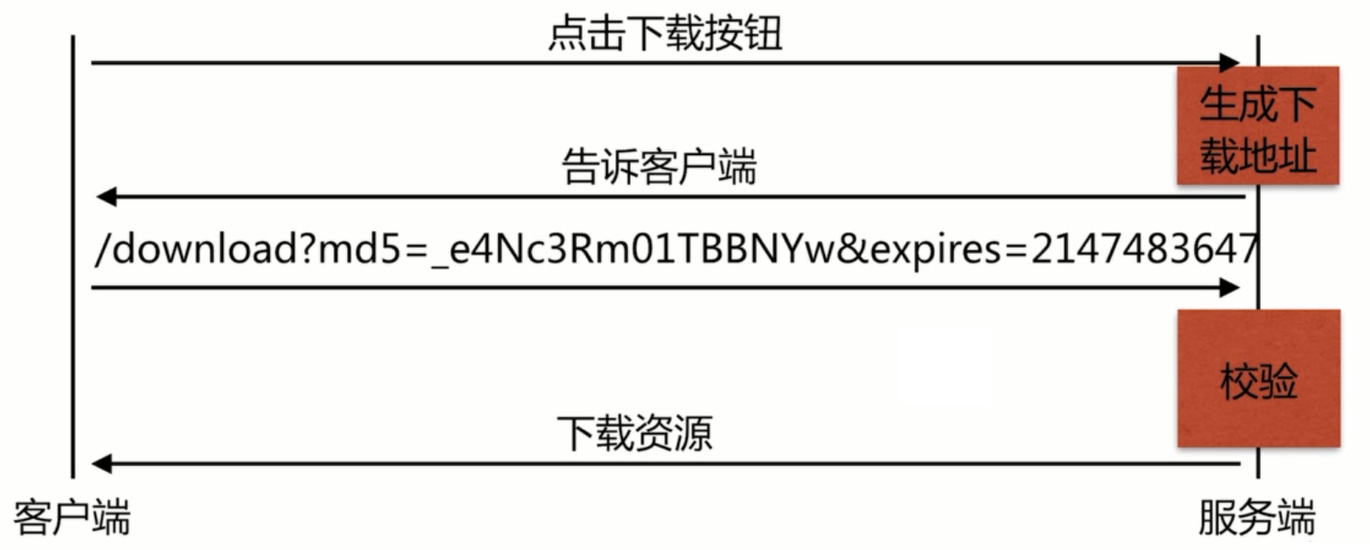 点击下载按钮
生成下
载地址
告诉客户端
/download?md5=_e4Nc3Rm01TBBNYw&expires=2147483647
校验
下载资源
客户端
服务端